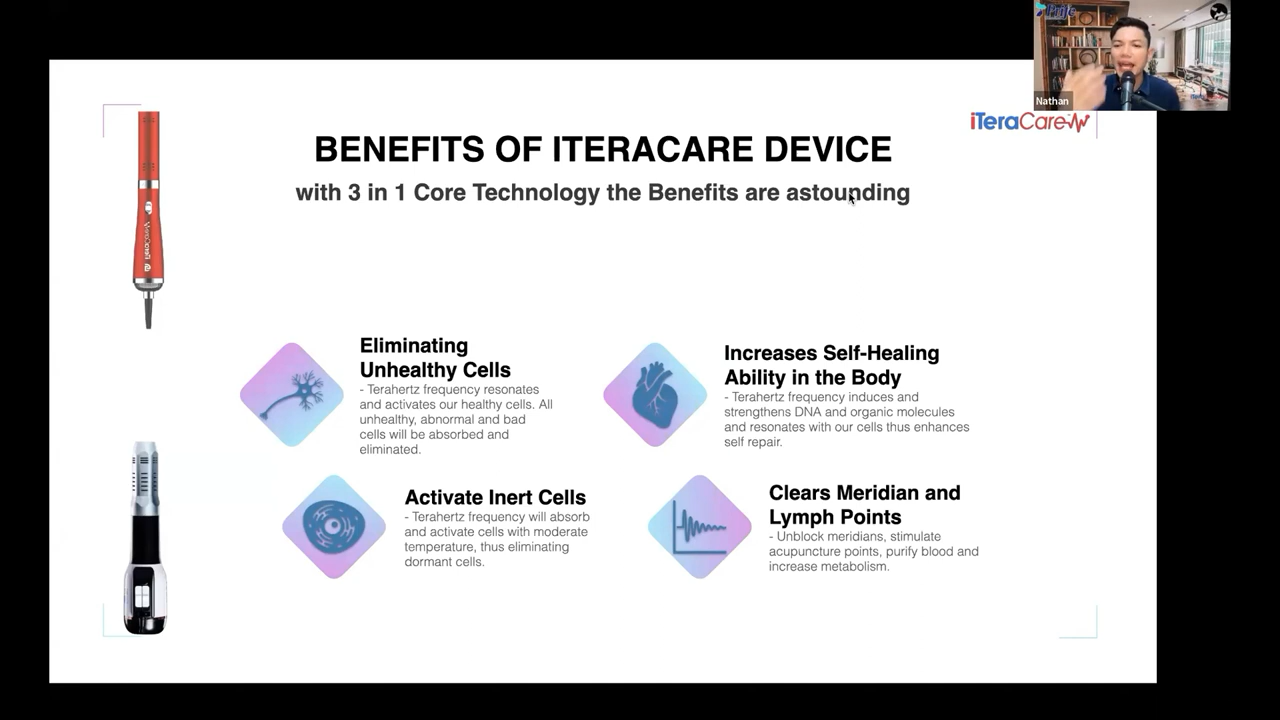 Prife
Nathan
iTeraCare
BENEFITS OF ITERACARE DEVICE
with 3 in 1 Core Technology the Benefits are astounding
Eliminating
Unhealthy Cells
- Terahertz frequency resonates
and activates our healthy cells. All
unhealthy, abnormal and bad
cells will be absorbed and
eliminated.
Increases Self-Healing
Ability in the Body
- Terahertz frequency induces and
strengthens DNA and organic molecules
and resonates with our cells thus enhances
self repair.
Activate Inert Cells
- Terahertz frequency will absorb
and activate cells with moderate
temperature, thus eliminating
dormant cells.
Clears Meridian and
Lymph Points
- Unblock meridians, stimulate
acupuncture points, purify blood and
increase metabolism.